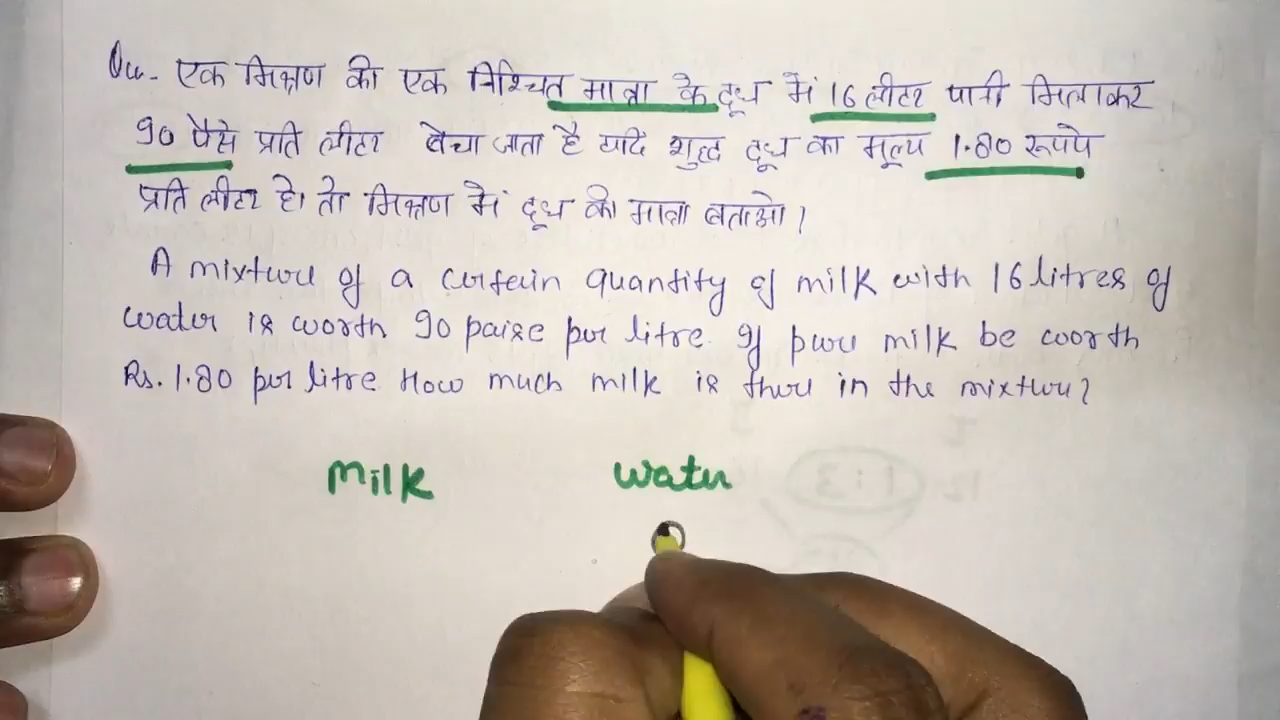 Qu. एक मिश्रण की एक निश्चित मात्रा के दूध में 16 लीटर पानी मिलाकर
90 पैसे प्रति लीटर बेचा जाता है यदि शुद्ध दूध का मूल्य 1.80 रूपये
प्रति लीटर है। तो मिश्रण में दूध की मात्रा बताओ।
A mixture of a certein quantity of milk with 16 litres of
water is worth 90 paise per litre. If pure milk be worth
Rs. 1.80 per litre How much milk is there in the mixture?
Milk water
0